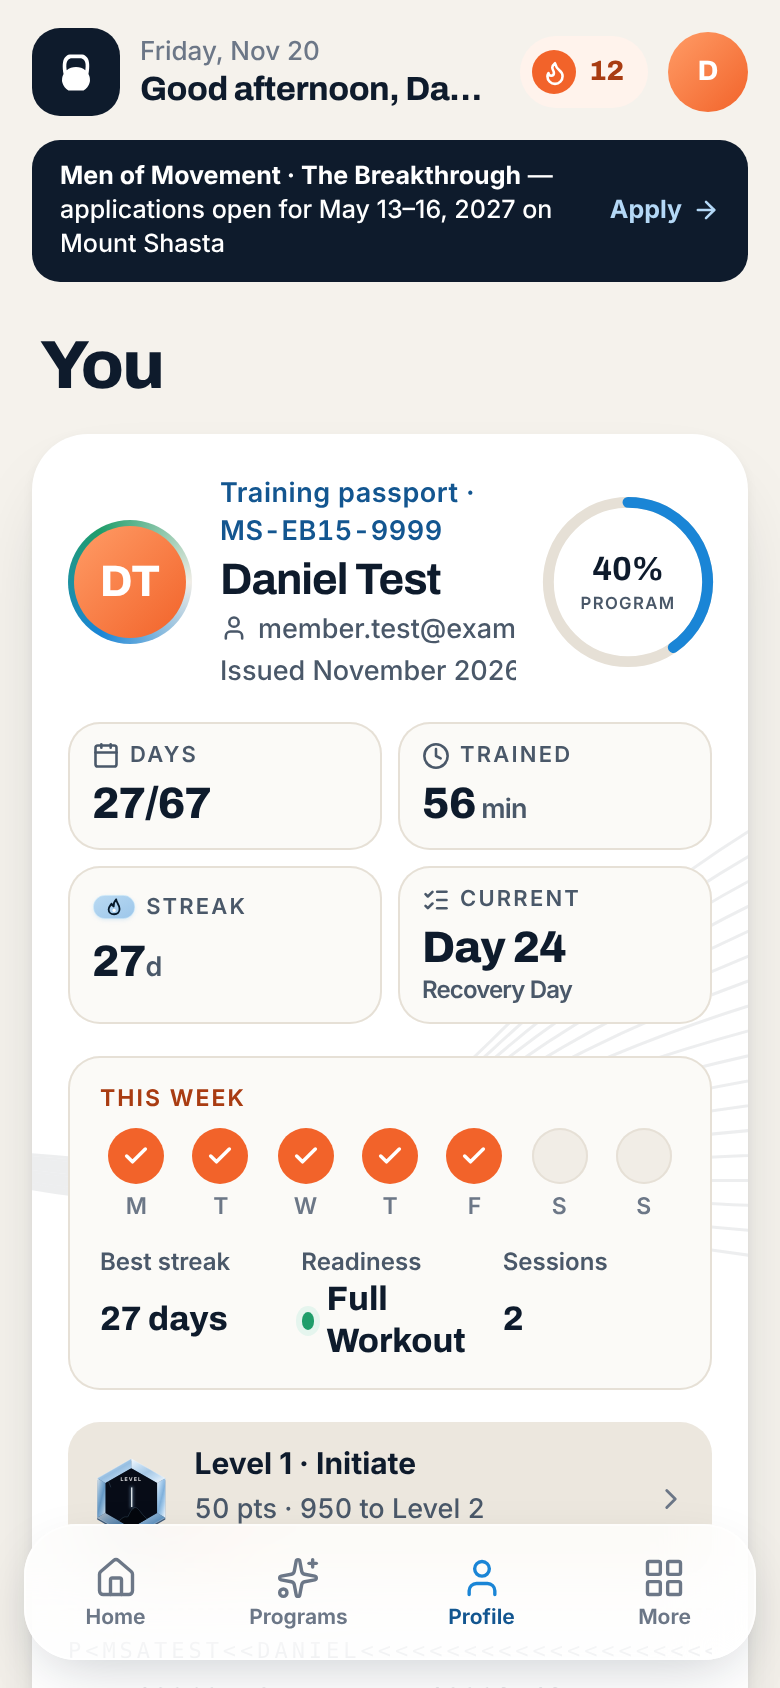 Friday, Nov 20
Good afternoon, Da...
12
D
Men of Movement · The Breakthrough —
applications open for May 13–16, 2027 on
Mount Shasta
Apply →
You
Training passport ·
MS-EB15-9999
DT
Daniel Test
member.test@exam
Issued November 2026
40%
PROGRAM
DAYS
27/67
TRAINED
56 min
STREAK
27d
CURRENT
Day 24
Recovery Day
THIS WEEK
M T W T F S S
Best streak
27 days
Readiness
Full
Workout
Sessions
2
LEVEL
Level 1 · Initiate
50 pts · 950 to Level 2
Home
Programs
Profile
More
P<MSATEST<<DANIEL<<<<<<<<<<<<<<<<<<<<<